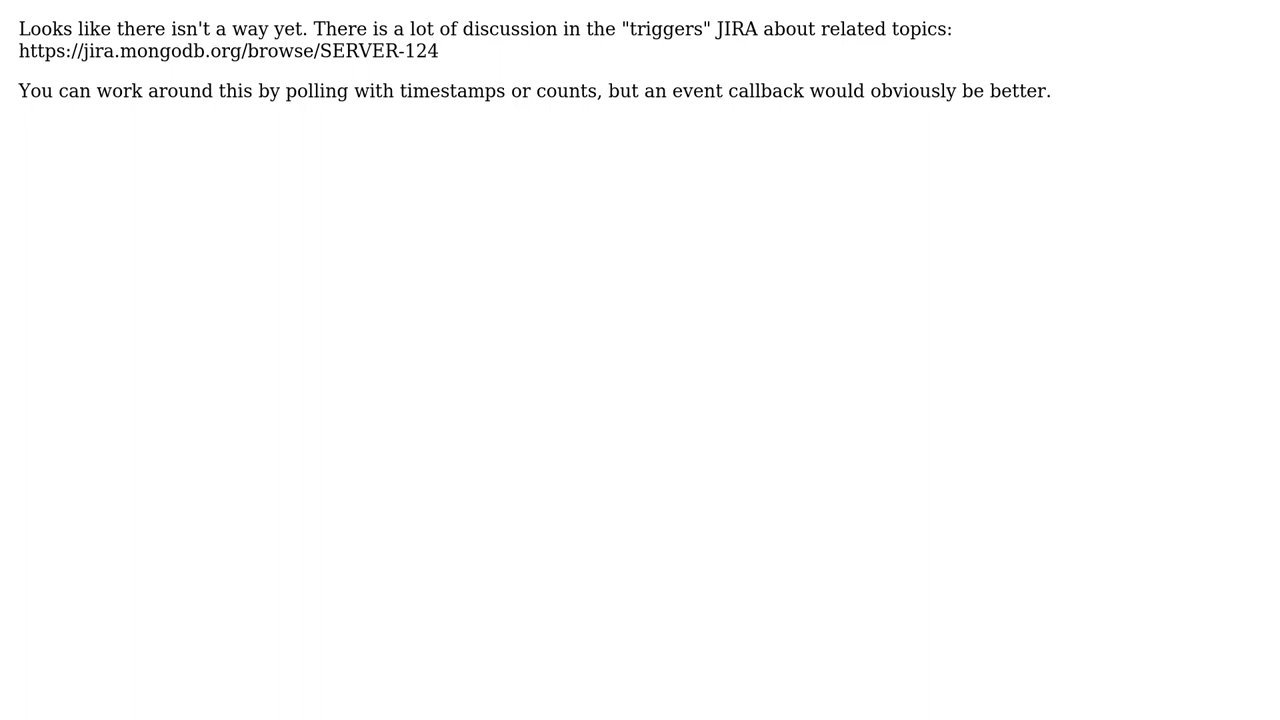 Looks like there isn't a way yet. There is a lot of discussion in the "triggers" JIRA about related topics:
https://jira.mongodb.org/browse/SERVER-124
You can work around this by polling with timestamps or counts, but an event callback would obviously be better.